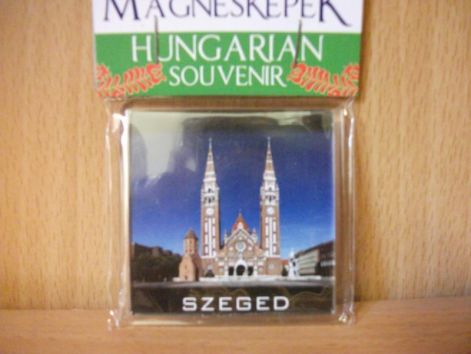 MÁGNESKÉPEK
HUNGARIAN
SOUVENIR
SZEGED